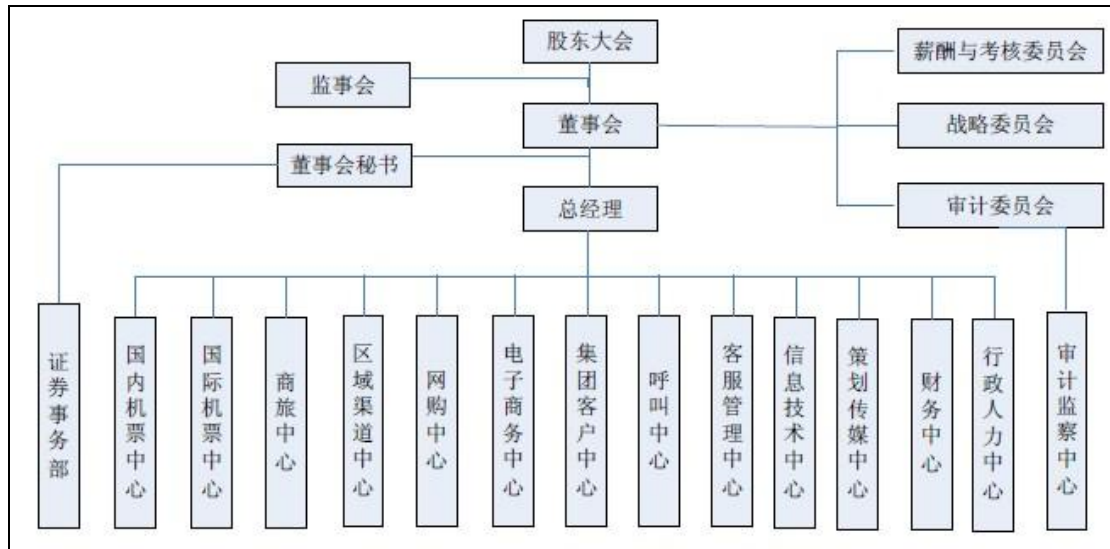 股东大会
薪酬与考核委员会
监事会
董事会
战略委员会
董事会秘书
总经理
审计委员会
证券事务部
国内机票中心
国际机票中心
商旅中心
区域渠道中心
网购中心
电子商务中心
集团客户中心
呼叫中心
客服管理中心
信息技术中心
策划传媒中心
财务中心
行政人力中心
审计监察中心